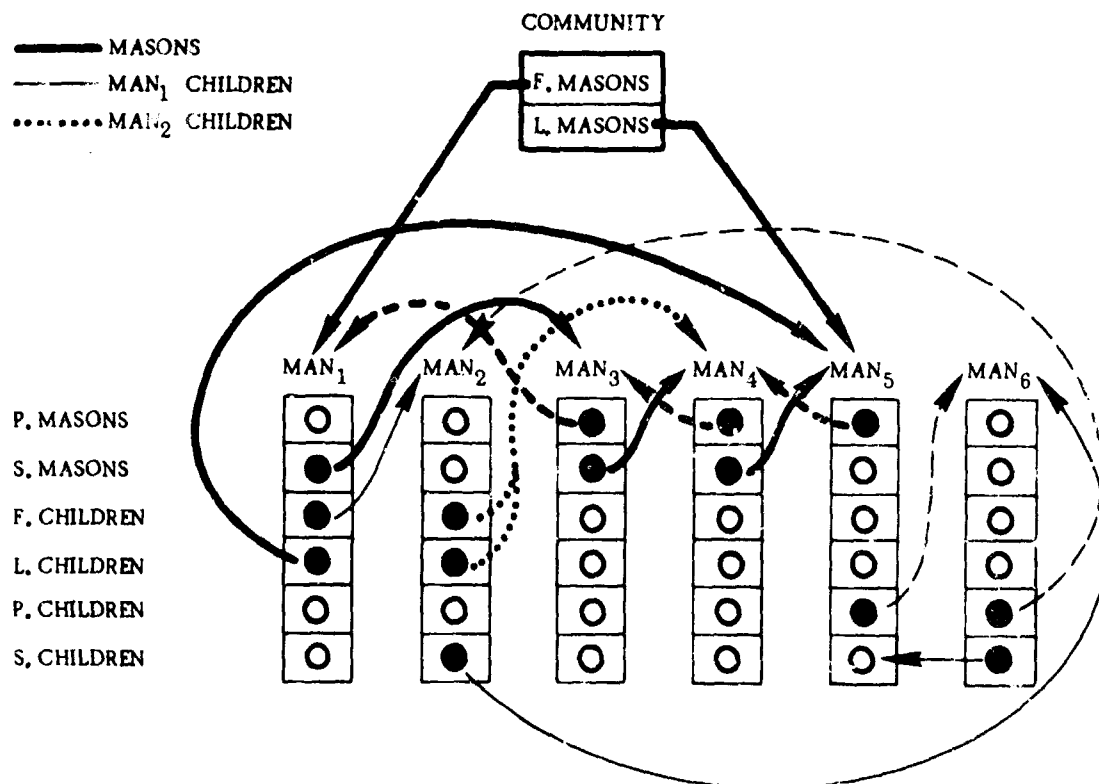 COMMUNITY
MASONS
MAN1 CHILDREN
MAN2 CHILDREN
F. MASONS
L. MASONS
MAN1 MAN2 MAN3 MAN4 MAN5 MAN6
P. MASONS
S. MASONS
F. CHILDREN
L. CHILDREN
P. CHILDREN
S. CHILDREN